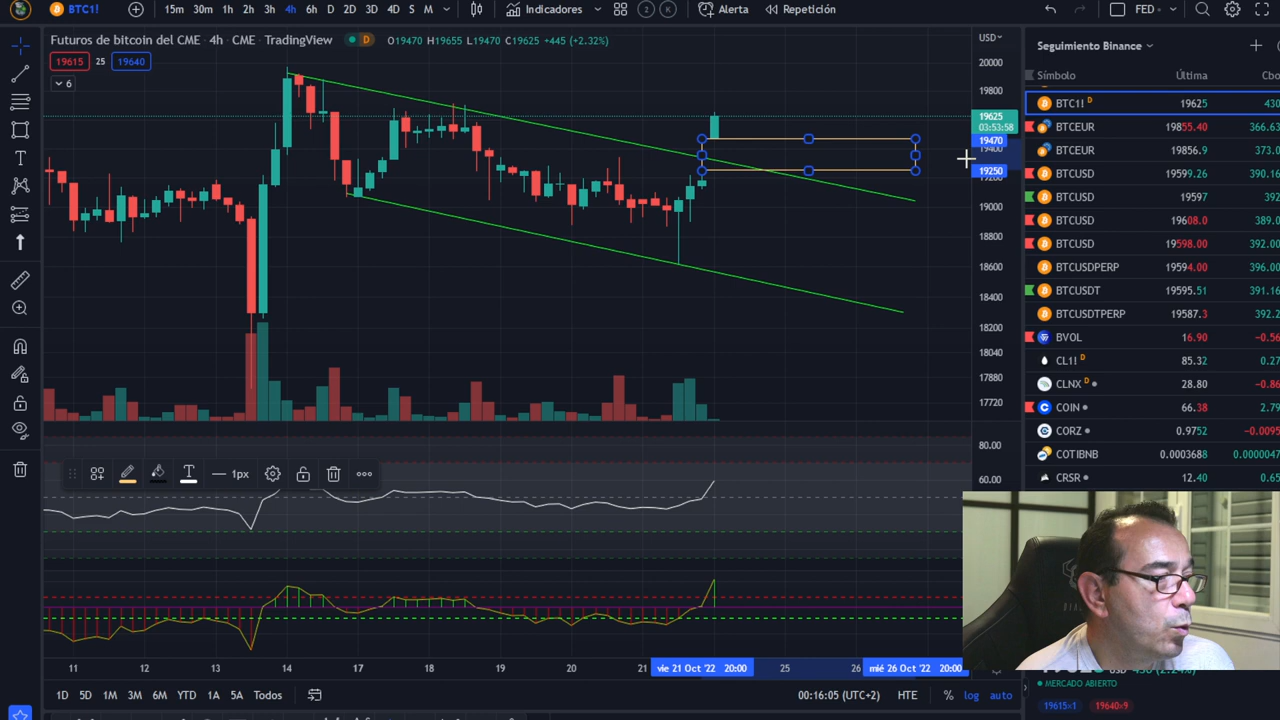 BTC1! 15m 30m 1h 2h 3h 4h 6h D 2D 3D 4D S M Indicadores 2 K Alerta Repetición FED
Futuros de bitcoin del CME · 4h · CME · TradingView D O19470 H19655 L19470 C19625 +445 (+2.32%)
19615 25 19640
6
USD
20000
19800
19625
03:53:58
19470
19400
19250
19200
19000
18800
18600
18400
18200
18040
17880
17720
80.00
60.00
11 12 13 14 17 18 19 20 21 vie 21 Oct '22 20:00 25 26 mié 26 Oct '22 20:00
1px
1D 5D 1M 3M 6M YTD 1A 5A Todos 00:16:05 (UTC+2) HTE % log auto
Seguimiento Binance
Símbolo Última Cbo
BTC1! D 19625 430
BTCEUR 19855.40 366.63
BTCEUR 19856.9 373.0
BTCUSD 19599.26 390.16
BTCUSD 19597 392
BTCUSD 19608.0 389.0
BTCUSD 19598.00 392.00
BTCUSDPERP 19594.00 396.00
BTCUSDT 19595.51 391.16
BTCUSDTPERP 19587.3 392.2
BVOL 16.90 −0.56
CL1! D 85.32 0.27
CLNX D 28.80 −0.86
COIN 66.38 2.79
CORZ 0.9752 −0.0095
COTIBNB 0.0003688 0.0000047
CRSR 12.40 0.65
MERCADO ABIERTO
19615×1 19640×9